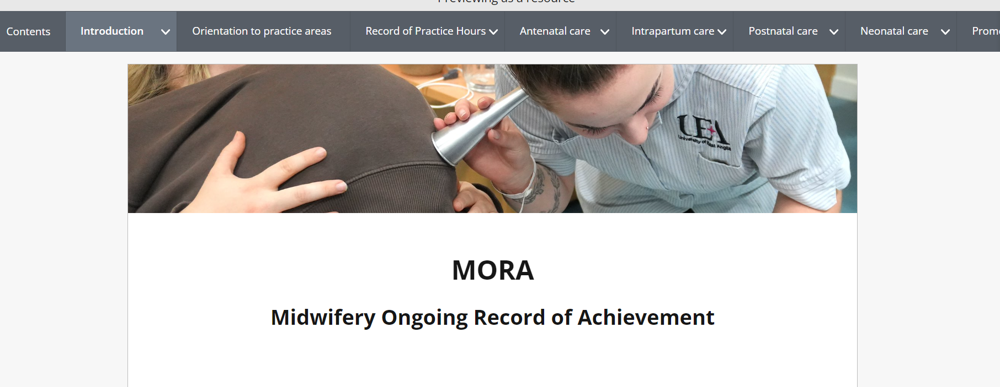 Previewing as a resource
Contents
Introduction
Orientation to practice areas
Record of Practice Hours
Antenatal care
Intrapartum care
Postnatal care
Neonatal care
Prom
UEA
University of East Anglia
MORA
Midwifery Ongoing Record of Achievement